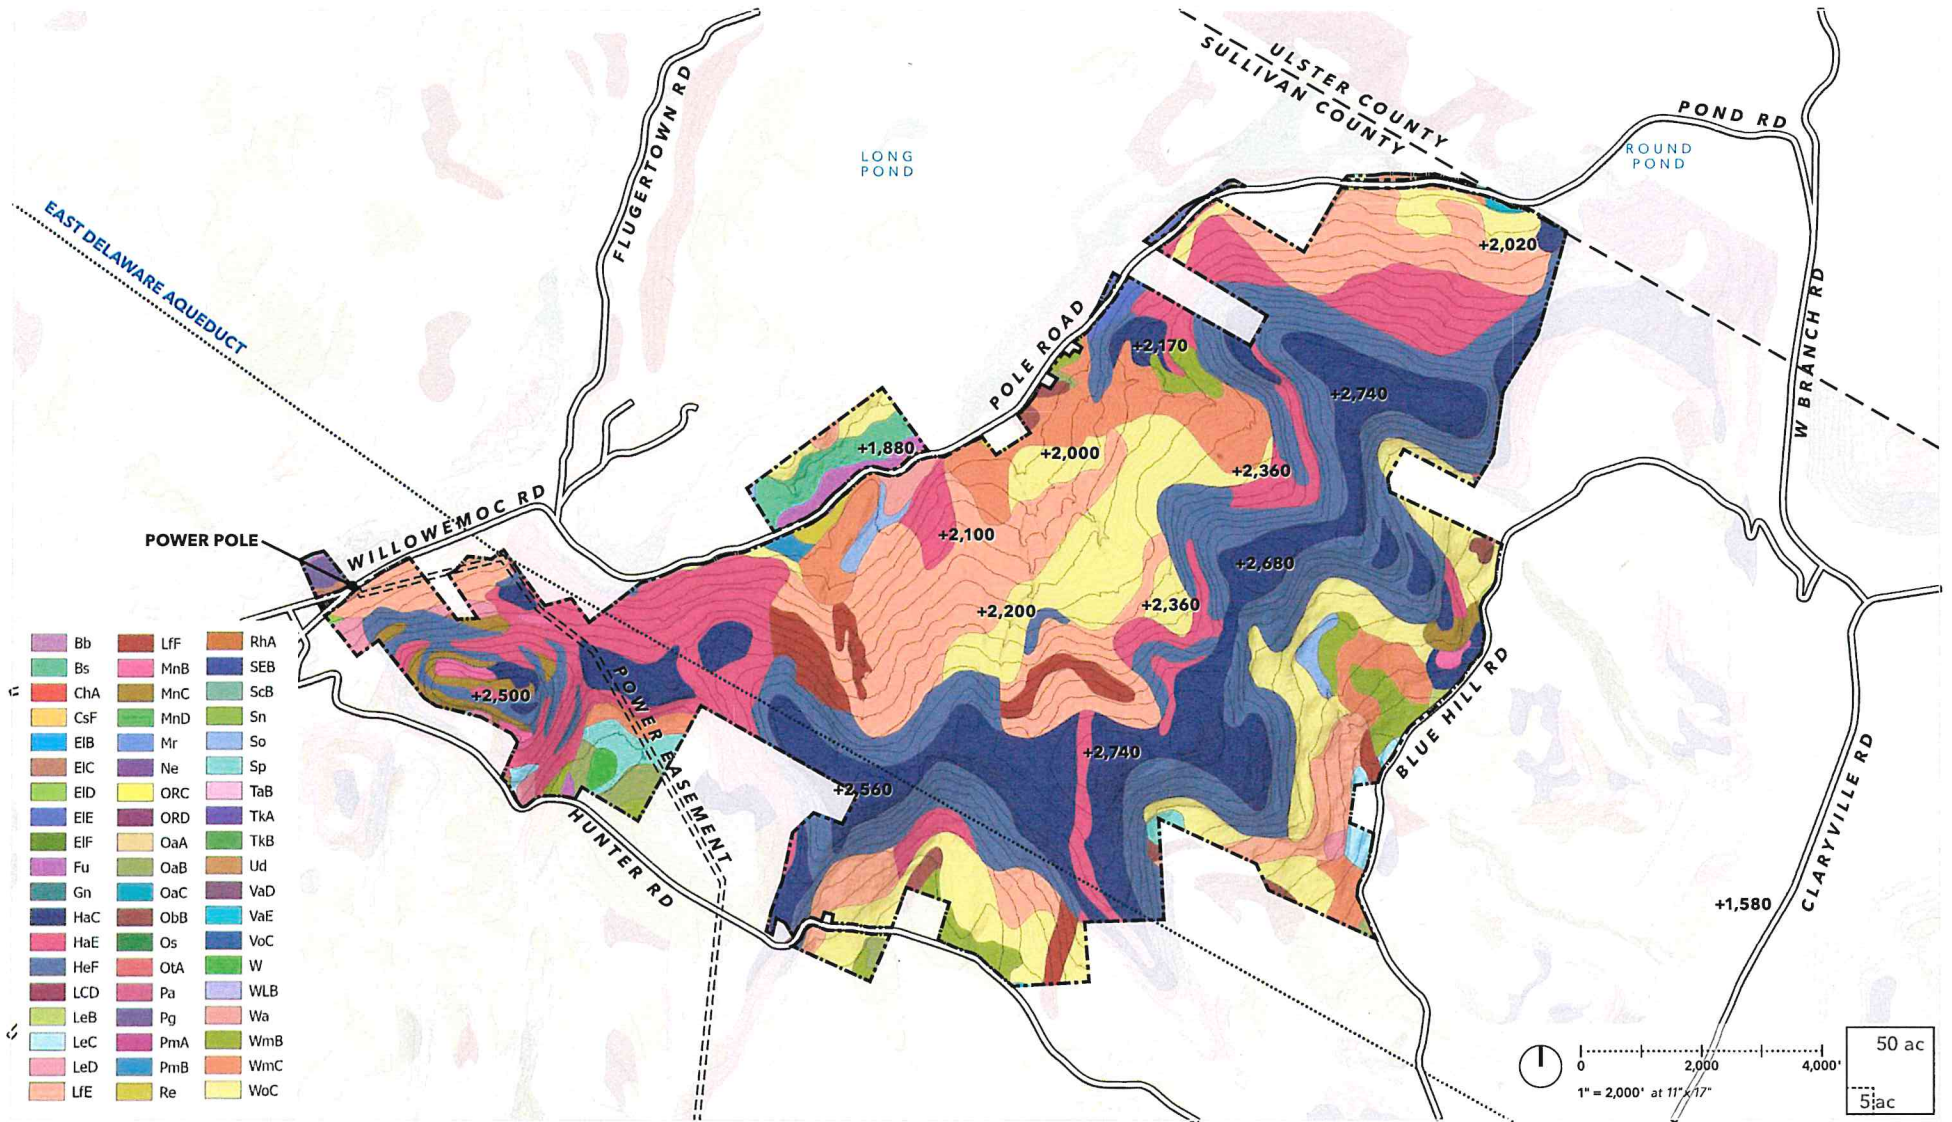 ULSTER COUNTY
SULLIVAN COUNTY
POND RD
ROUND
POND
LONG
POND
FLUGERTOWN RD
EAST DELAWARE AQUEDUCT
+2,020
W BRANCH RD
POLE ROAD
+2,170
+2,740
+1,880
+2,000
+2,360
WILLOWEMOC RD
POWER POLE
+2,100
+2,680
+2,200
+2,360
+2,500
POWER EASEMENT
BLUE HILL RD
+2,740
+2,560
HUNTER RD
CLARYVILLE RD
+1,580
Bb
Bs
ChA
CsF
ElB
ElC
ElD
ElE
ElF
Fu
Gn
HaC
HaE
HeF
LCD
LeB
LeC
LeD
LfE
LfF
MnB
MnC
MnD
Mr
Ne
ORC
ORD
OaA
OaB
OaC
ObB
Os
OtA
Pa
Pg
PmA
PmB
Re
RhA
SEB
ScB
Sn
So
Sp
TaB
TkA
TkB
Ud
VaD
VaE
VoC
W
WLB
Wa
WmB
WmC
WoC
0 2,000 4,000'
1" = 2,000' at 11"x17"
50 ac
5 ac